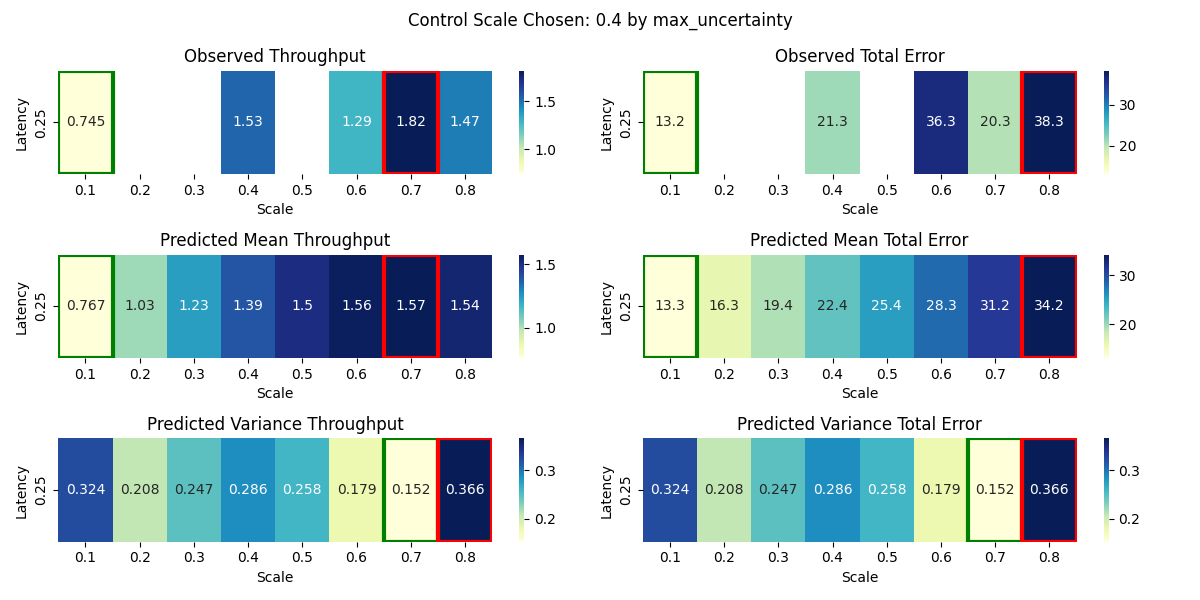 Control Scale Chosen: 0.4 by max_uncertainty
Observed Throughput
Latency
0.25
0.745 1.53 1.29 1.82 1.47
0.1 0.2 0.3 0.4 0.5 0.6 0.7 0.8
Scale
1.5
1.0
Observed Total Error
Latency
0.25
13.2 21.3 36.3 20.3 38.3
0.1 0.2 0.3 0.4 0.5 0.6 0.7 0.8
Scale
30
20
Predicted Mean Throughput
Latency
0.25
0.767 1.03 1.23 1.39 1.5 1.56 1.57 1.54
0.1 0.2 0.3 0.4 0.5 0.6 0.7 0.8
Scale
1.5
1.0
Predicted Mean Total Error
Latency
0.25
13.3 16.3 19.4 22.4 25.4 28.3 31.2 34.2
0.1 0.2 0.3 0.4 0.5 0.6 0.7 0.8
Scale
30
20
Predicted Variance Throughput
Latency
0.25
0.324 0.208 0.247 0.286 0.258 0.179 0.152 0.366
0.1 0.2 0.3 0.4 0.5 0.6 0.7 0.8
Scale
0.3
0.2
Predicted Variance Total Error
Latency
0.25
0.324 0.208 0.247 0.286 0.258 0.179 0.152 0.366
0.1 0.2 0.3 0.4 0.5 0.6 0.7 0.8
Scale
0.3
0.2